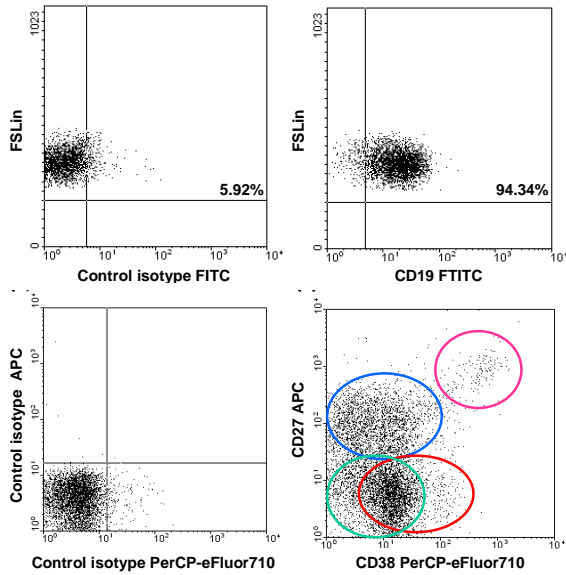 1023
FSLin
0
5.92%
10⁰ 10¹ 10² 10³ 10⁴
Control isotype FITC
1023
FSLin
0
94.34%
10⁰ 10¹ 10² 10³ 10⁴
CD19 FTITC
10⁴
10³
10²
10¹
10⁰
Control isotype APC
10⁰ 10¹ 10² 10³ 10⁴
Control isotype PerCP-eFluor710
10⁴
10³
10²
10¹
10⁰
CD27 APC
10⁰ 10¹ 10² 10³ 10⁴
CD38 PerCP-eFluor710